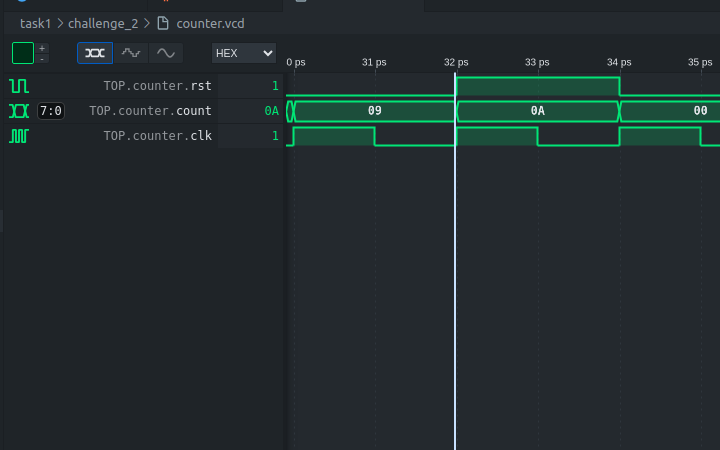 task1 > challenge_2 > counter.vcd
+
-
HEX
0 ps 31 ps 32 ps 33 ps 34 ps 35 ps
TOP.counter.rst 1
7:0 TOP.counter.count 0A 09 0A 00
TOP.counter.clk 1